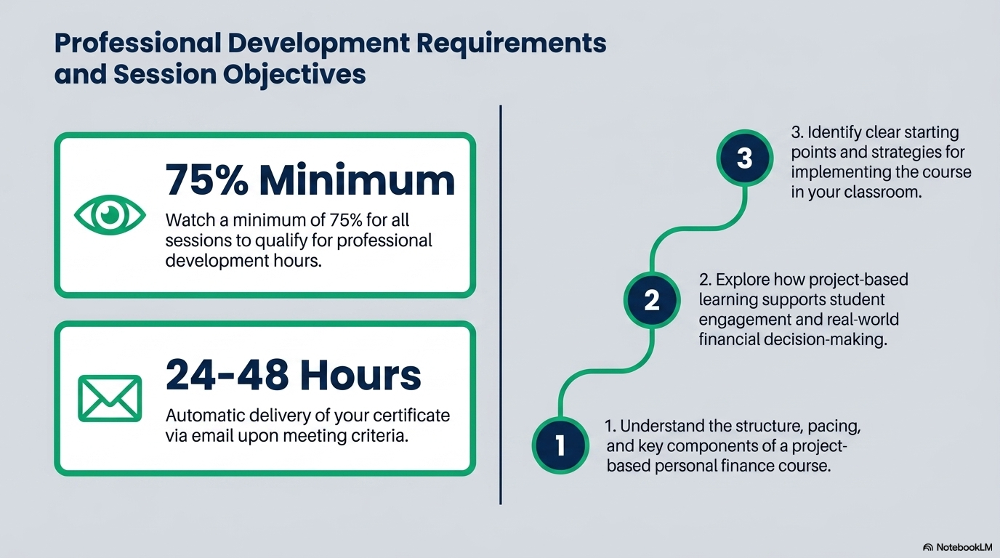 Professional Development Requirements
and Session Objectives
75% Minimum
Watch a minimum of 75% for all
sessions to qualify for professional
development hours.
24-48 Hours
Automatic delivery of your certificate
via email upon meeting criteria.
3
3. Identify clear starting
points and strategies for
implementing the course
in your classroom.
2
2. Explore how project-based
learning supports student
engagement and real-world
financial decision-making.
1
1. Understand the structure, pacing,
and key components of a project-
based personal finance course.
NotebookLM